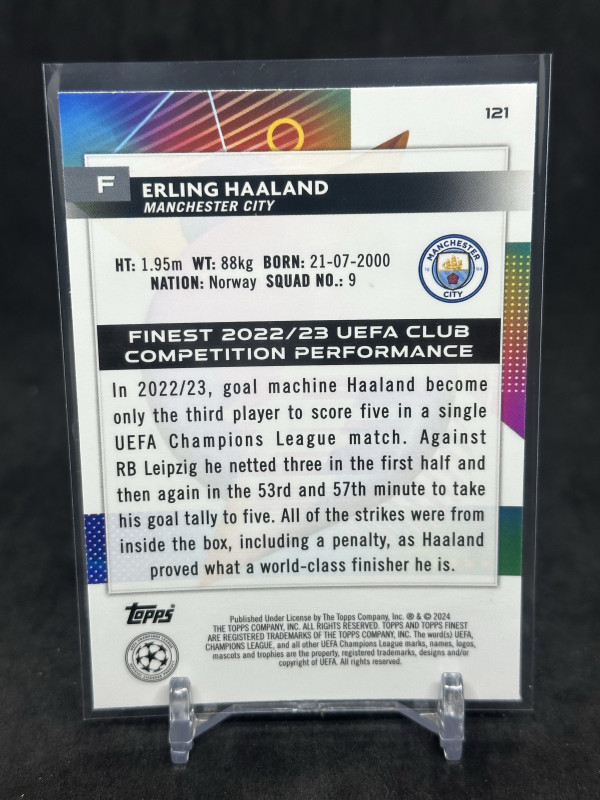 121
F
ERLING HAALAND
MANCHESTER CITY
HT: 1.95m WT: 88kg BORN: 21-07-2000
NATION: Norway SQUAD NO.: 9
MANCHESTER
18 94
CITY
FINEST 2022/23 UEFA CLUB
COMPETITION PERFORMANCE
In 2022/23, goal machine Haaland become
only the third player to score five in a single
UEFA Champions League match. Against
RB Leipzig he netted three in the first half and
then again in the 53rd and 57th minute to take
his goal tally to five. All of the strikes were from
inside the box, including a penalty, as Haaland
proved what a world-class finisher he is.
Topps
Published Under License by The Topps Company, Inc. ® & © 2024
THE TOPPS COMPANY, INC. ALL RIGHTS RESERVED. TOPPS AND TOPPS FINEST
ARE REGISTERED TRADEMARKS OF THE TOPPS COMPANY, INC. The word(s) UEFA,
CHAMPIONS LEAGUE, and all other UEFA Champions League marks, names, logos,
mascots and trophies are the property, registered trademarks, designs and/or
copyright of UEFA. All rights reserved.